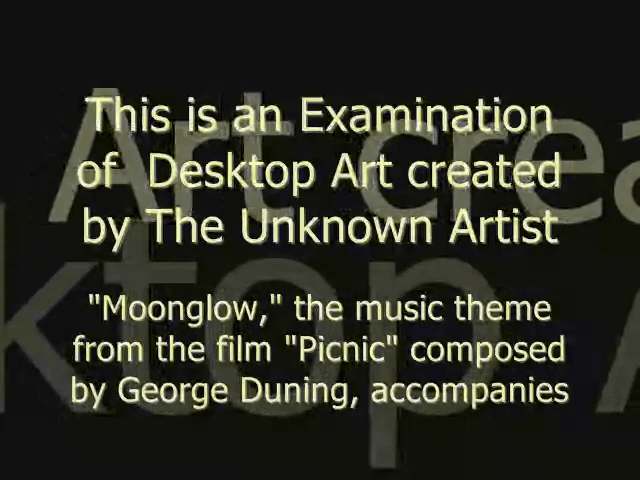 This is an Examination
of Desktop Art created
by The Unknown Artist
"Moonglow," the music theme
from the film "Picnic" composed
by George Duning, accompanies